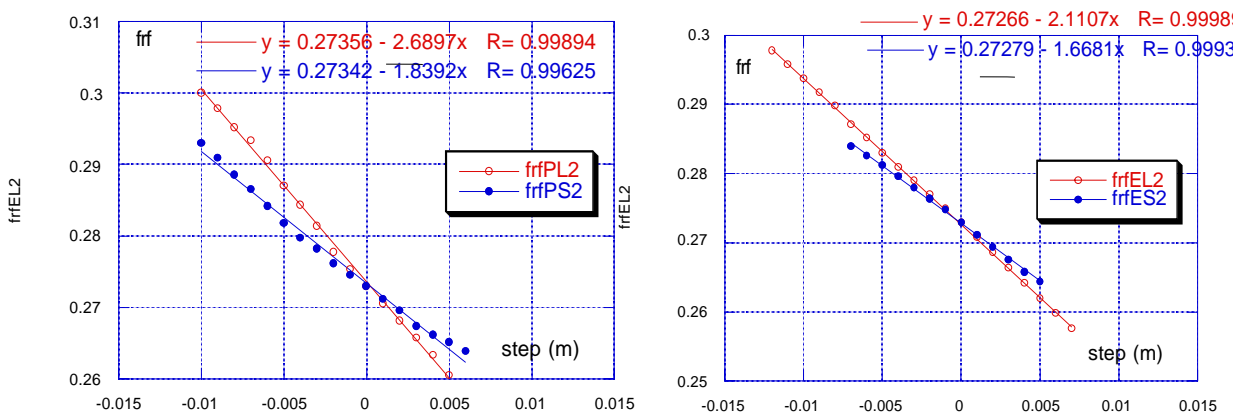 0.31
frf
y = 0.27356 - 2.6897x R= 0.99894
y = 0.27342 - 1.8392x R= 0.99625
0.3
0.29
0.28
0.27
0.26
frfEL2
frfPL2
frfPS2
step (m)
-0.015 -0.01 -0.005 0 0.005 0.01 0.015
y = 0.27266 - 2.1107x R= 0.99989
y = 0.27279 - 1.6681x R= 0.9993
0.3
frf
0.29
0.28
0.27
0.26
0.25
frfEL2
frfEL2
frfES2
step (m)
-0.015 -0.01 -0.005 0 0.005 0.01 0.015